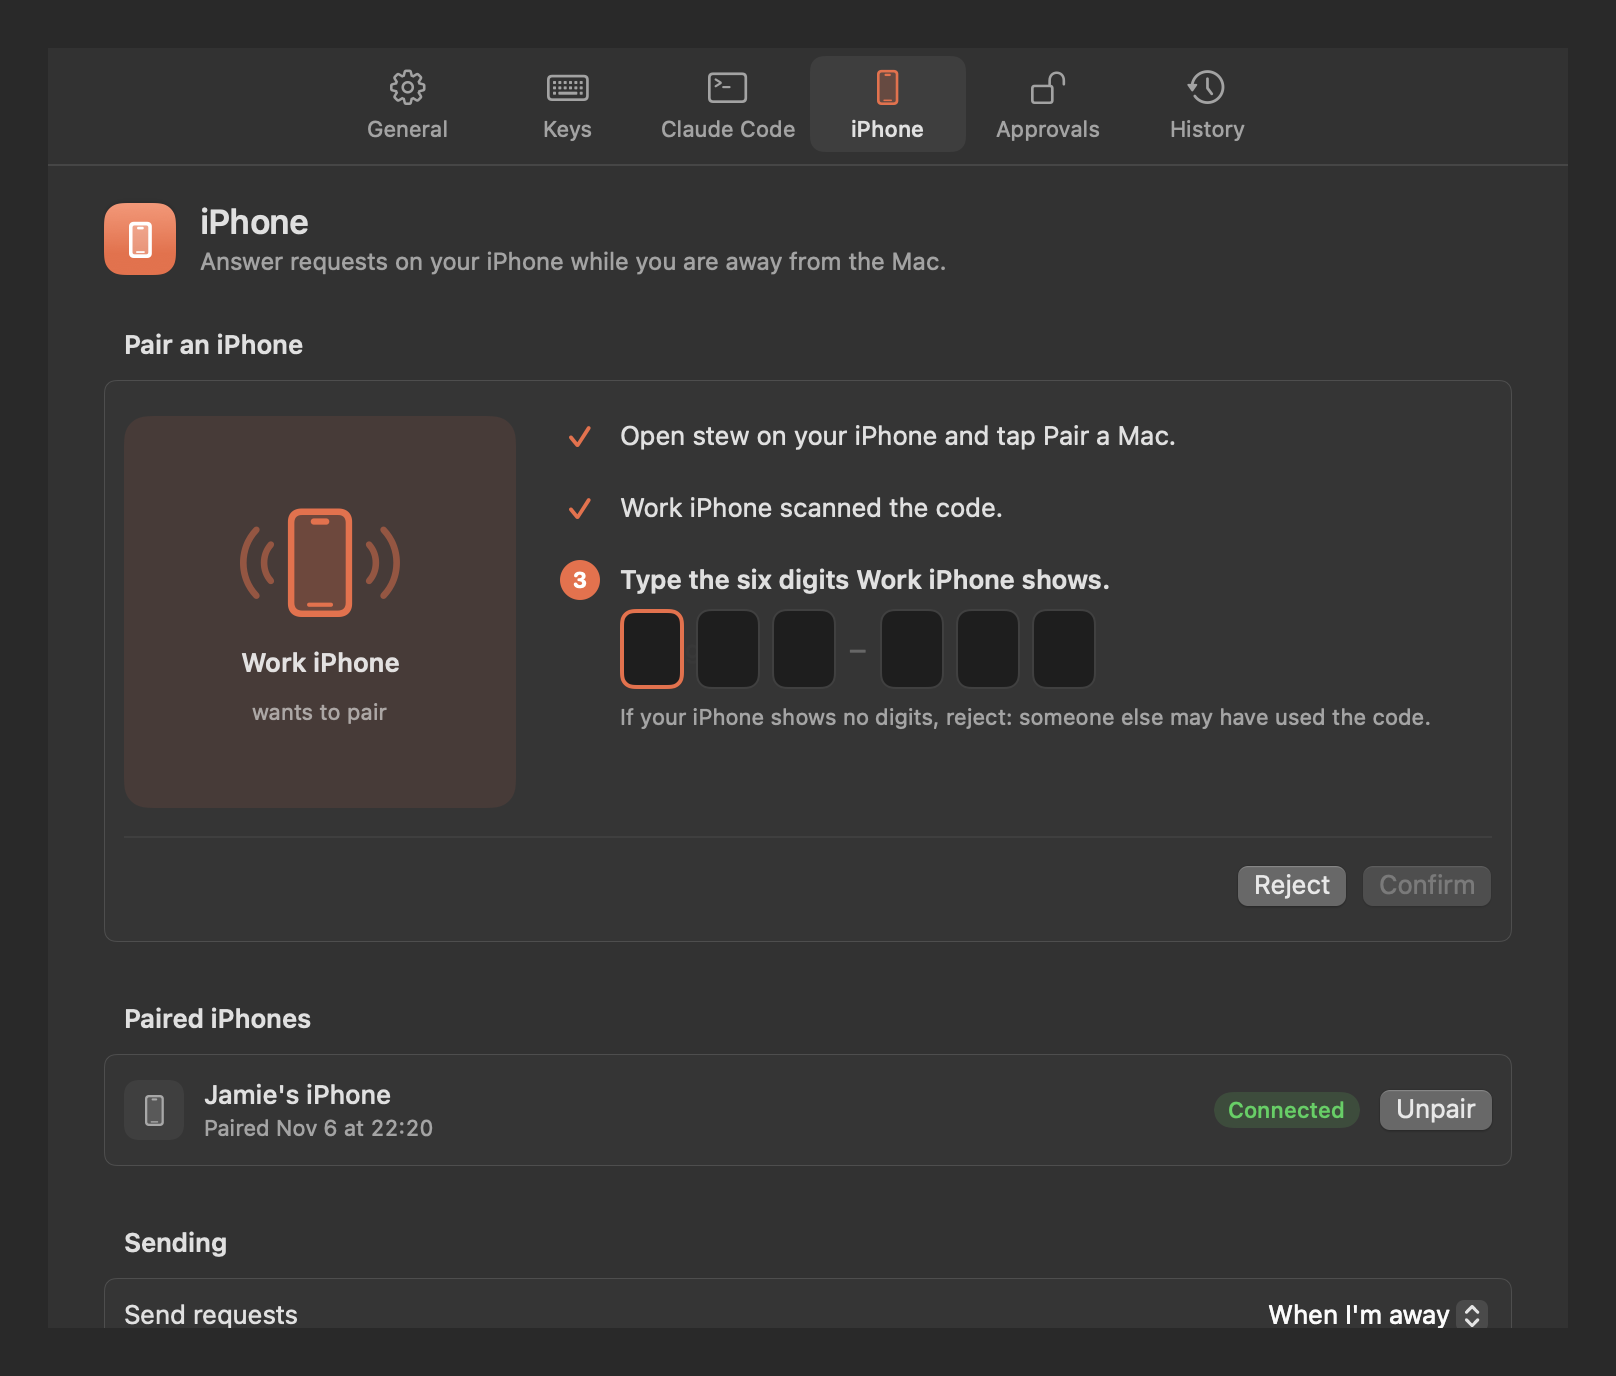 General
Keys
Claude Code
iPhone
Approvals
History
iPhone
Answer requests on your iPhone while you are away from the Mac.
Pair an iPhone
Work iPhone
wants to pair
Open stew on your iPhone and tap Pair a Mac.
Work iPhone scanned the code.
3 Type the six digits Work iPhone shows.
–
If your iPhone shows no digits, reject: someone else may have used the code.
Reject
Confirm
Paired iPhones
Jamie's iPhone
Paired Nov 6 at 22:20
Connected
Unpair
Sending
Send requests
When I'm away